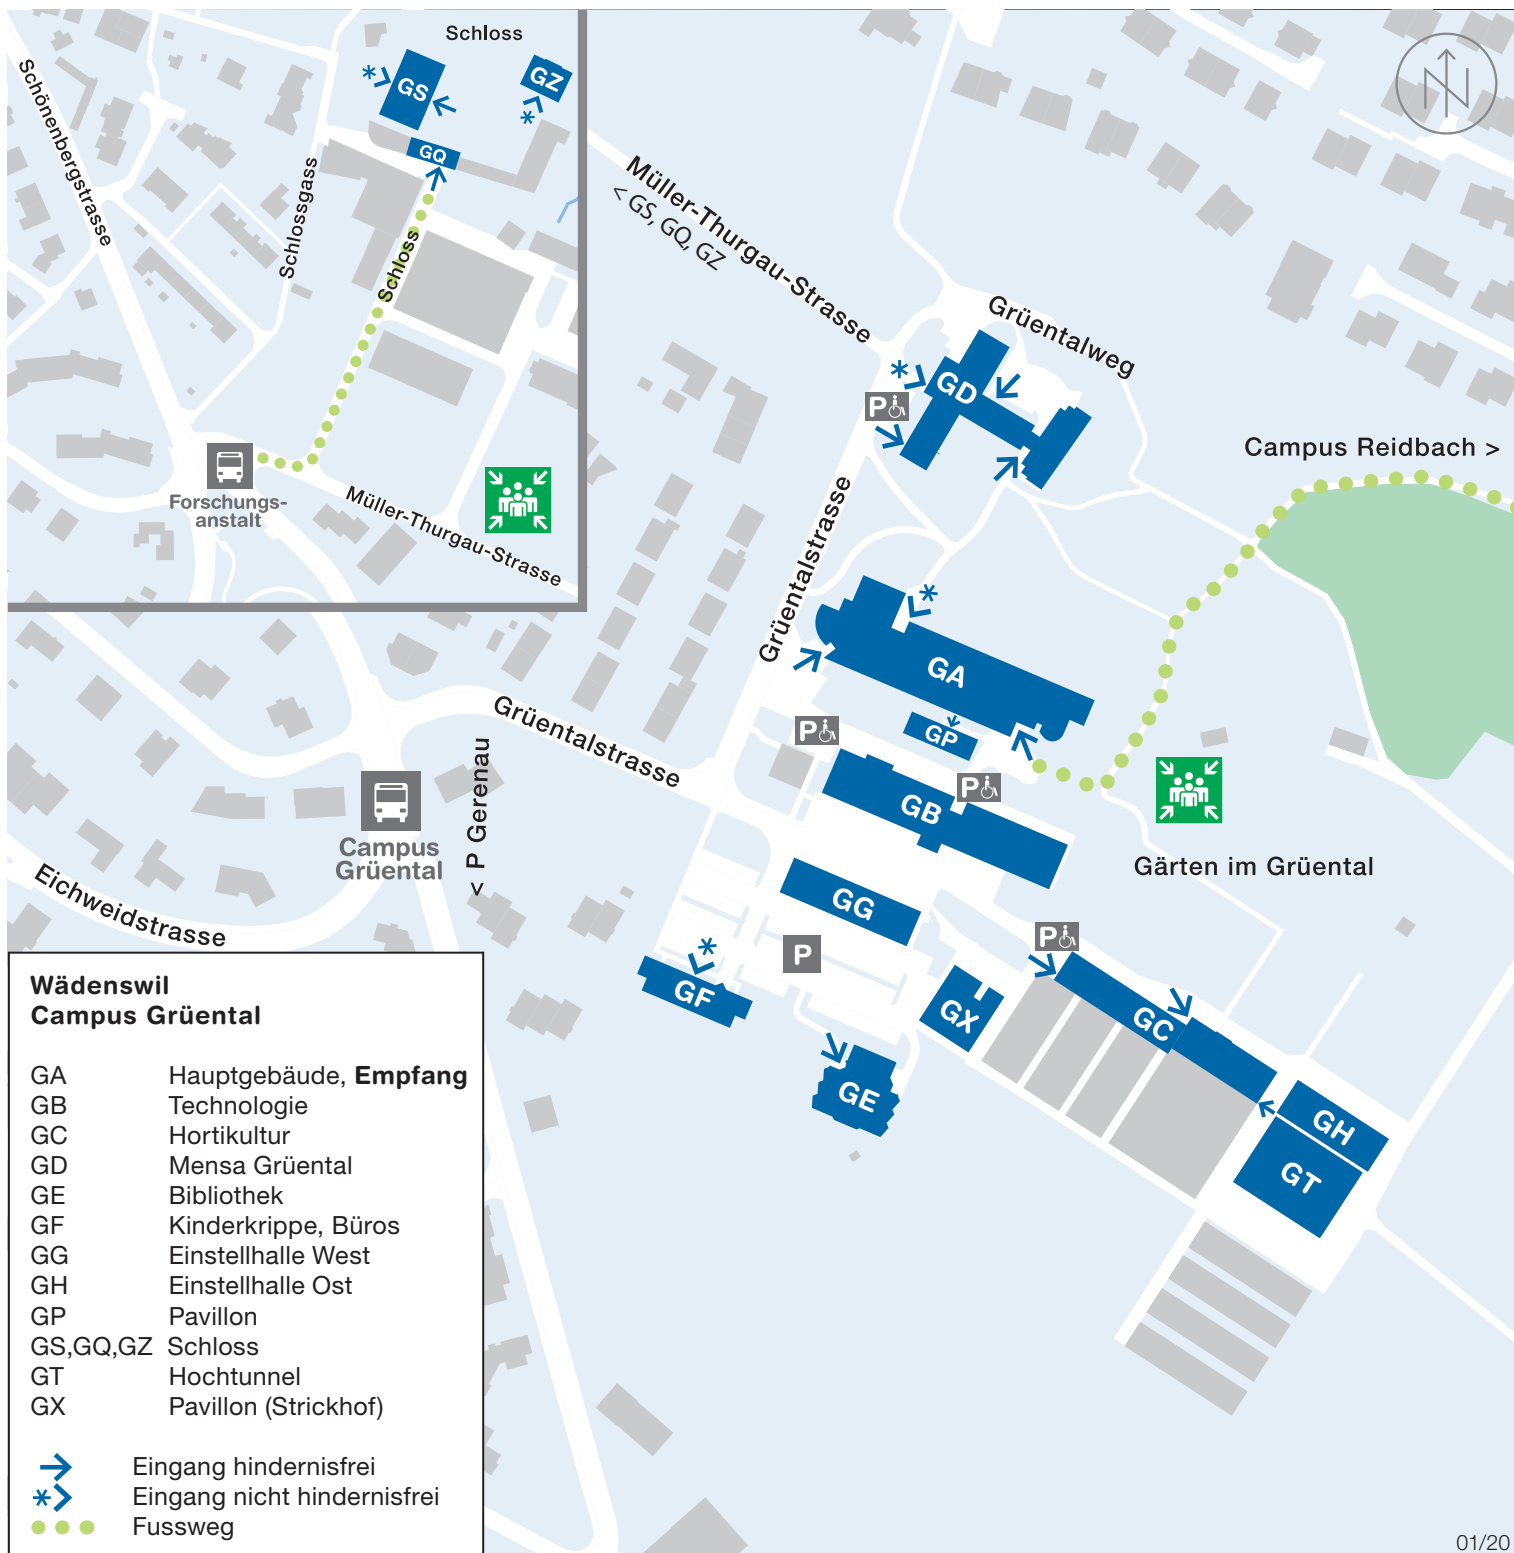 Schloss
GS
GZ
GQ
Schönenbergstrasse
Schlossgass
Schloss
Forschungs-
anstalt
Müller-Thurgau-Strasse
Müller-Thurgau-Strasse
< GS, GQ, GZ
N
Grüentalweg
GD
P
Campus Reidbach >
Grüentalstrasse
GA
GP
P
P
GB
Grüentalstrasse
Campus
Grüental
< P Gerenau
Gärten im Grüental
Eichweidstrasse
GG
P
P
GF
GX
GC
GE
GH
GT
Wädenswil
Campus Grüental
GA Hauptgebäude, Empfang
GB Technologie
GC Hortikultur
GD Mensa Grüental
GE Bibliothek
GF Kinderkrippe, Büros
GG Einstellhalle West
GH Einstellhalle Ost
GP Pavillon
GS,GQ,GZ Schloss
GT Hochtunnel
GX Pavillon (Strickhof)
Eingang hindernisfrei
Eingang nicht hindernisfrei
Fussweg
01/20